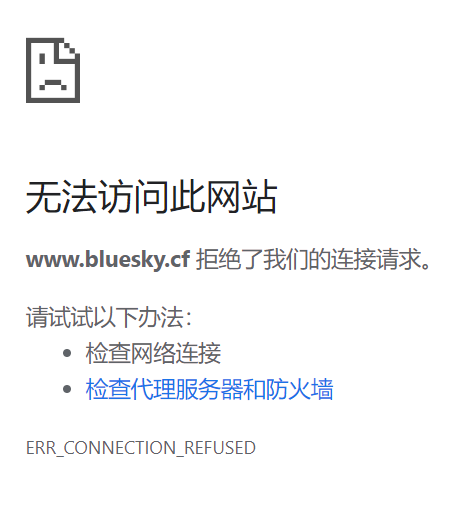 无法访问此网站
www.bluesky.cf 拒绝了我们的连接请求。
请试试以下办法：
检查网络连接
检查代理服务器和防火墙
ERR_CONNECTION_REFUSED